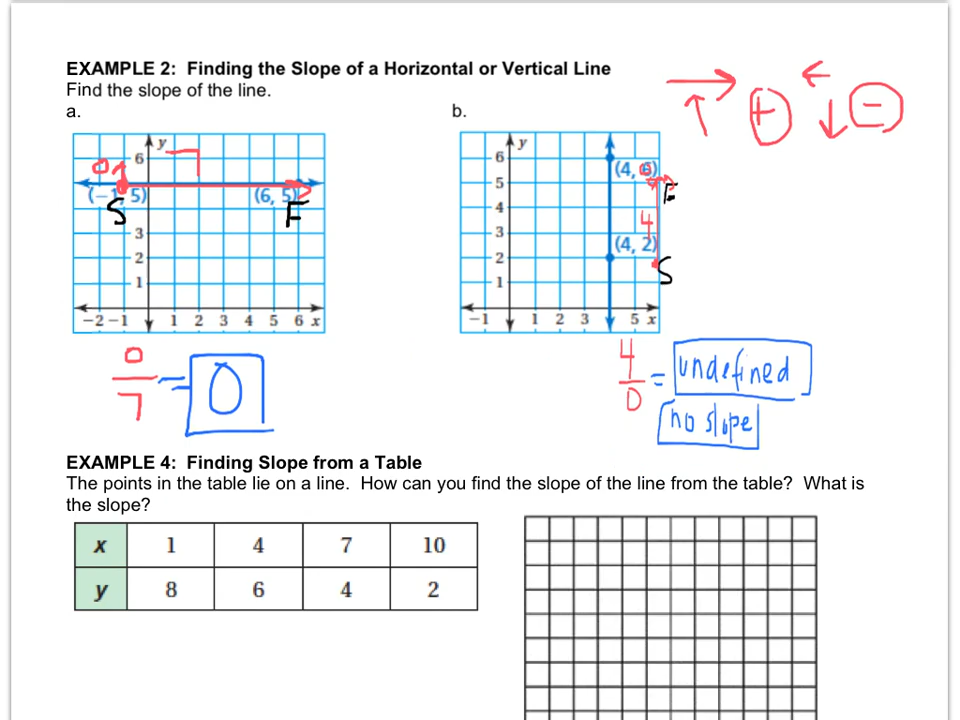 EXAMPLE 2:  Finding the Slope of a Horizontal or Vertical Line
Find the slope of the line.
→ ↑ + ← ↓ −
a.
y
6
3
2
1
−2 −1 1 2 3 4 5 6 x
0
7
(−1, 5)
(6, 5)
S
F
0/7 = 0
b.
y
6
5
4
3
2
1
−1 1 2 3 5 x
(4, 6)
4
(4, 2)
S
4/0 = undefined
no slope
EXAMPLE 4:  Finding Slope from a Table
The points in the table lie on a line.  How can you find the slope of the line from the table?  What is
the slope?
x 1 4 7 10
y 8 6 4 2